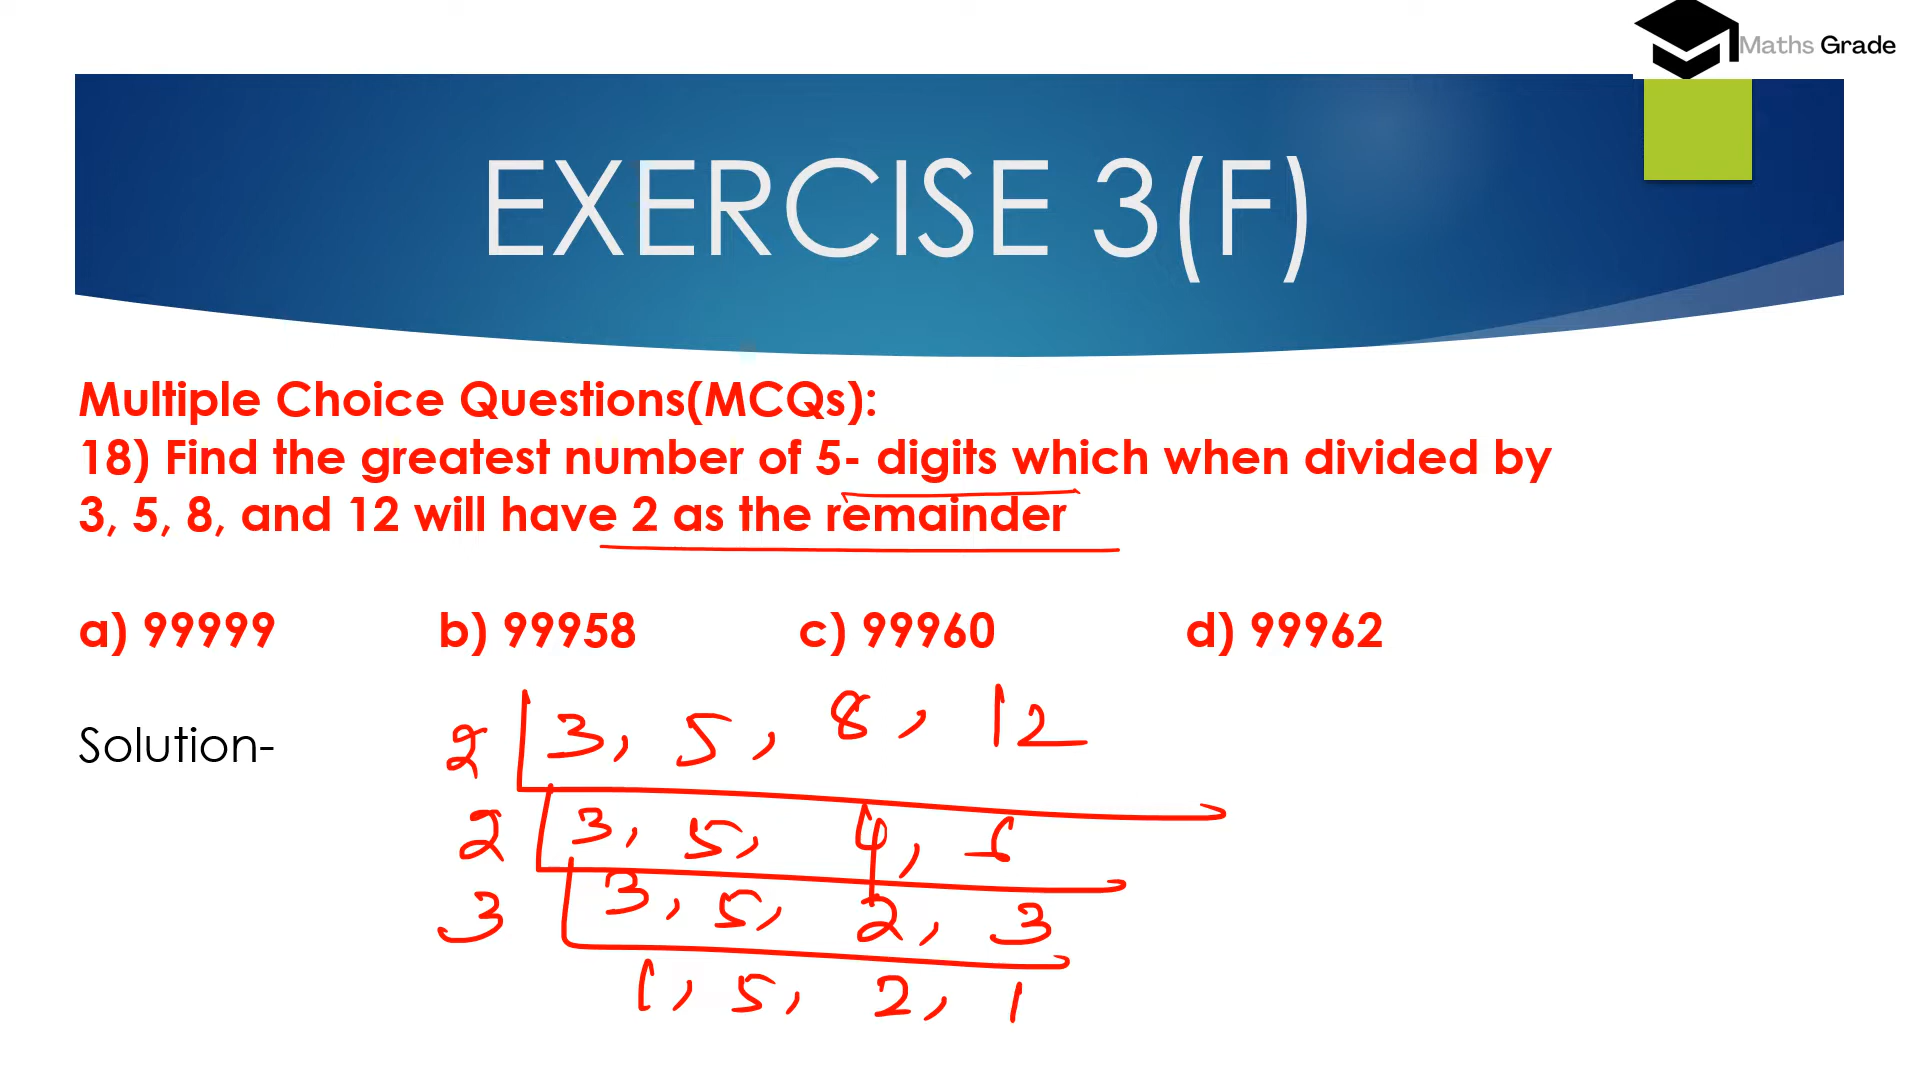 Maths Grade
EXERCISE 3(F)
Multiple Choice Questions(MCQs):
18) Find the greatest number of 5- digits which when divided by
3, 5, 8, and 12 will have 2 as the remainder
a) 99999 b) 99958 c) 99960 d) 99962
Solution-
2 3, 5, 8, 12
2 3, 5, 4, 6
3 3, 5, 2, 3
1, 5, 2, 1